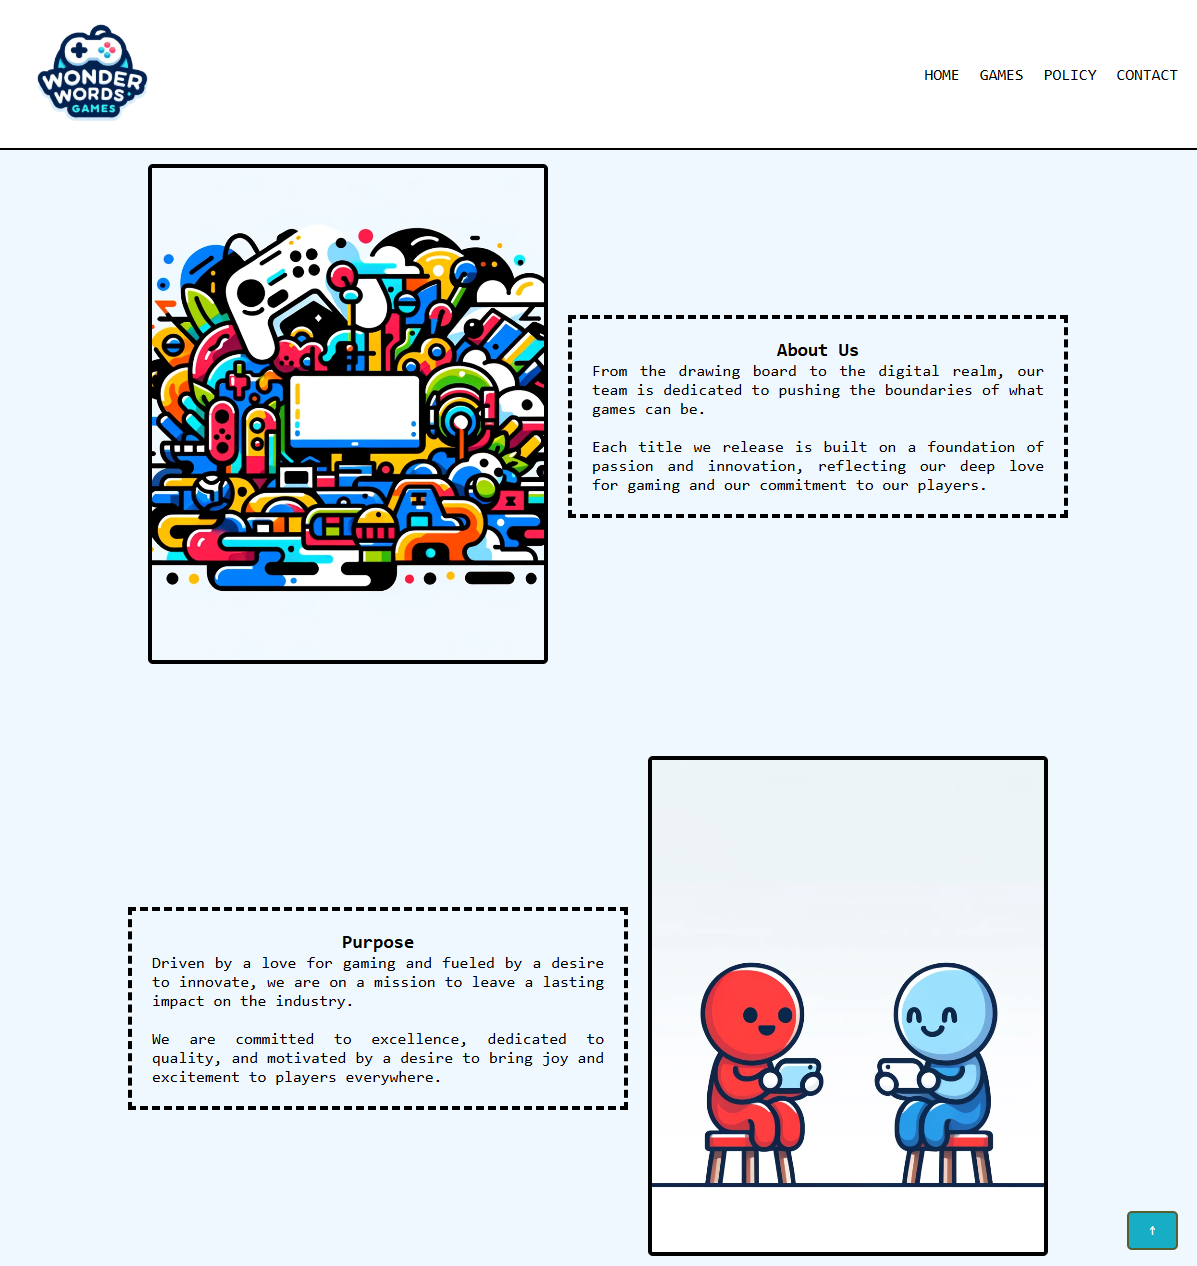 WONDER
WORDS
GAMES
HOME GAMES POLICY CONTACT
About Us
From the drawing board to the digital realm, our
team is dedicated to pushing the boundaries of what
games can be.
Each title we release is built on a foundation of
passion and innovation, reflecting our deep love
for gaming and our commitment to our players.
Purpose
Driven by a love for gaming and fueled by a desire
to innovate, we are on a mission to leave a lasting
impact on the industry.
We are committed to excellence, dedicated to
quality, and motivated by a desire to bring joy and
excitement to players everywhere.
↑